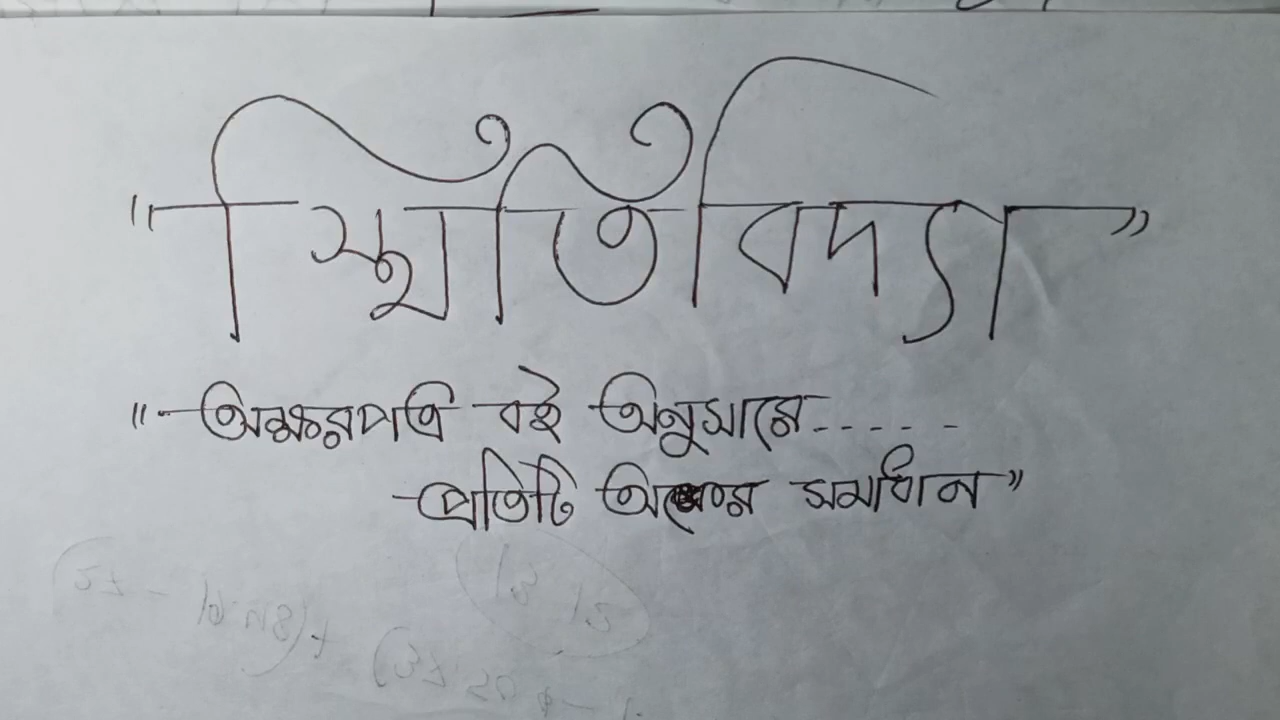 "স্থিতিবিদ্যা"
"অক্ষরপত্র বই অনুসারে.....
প্রতিটি অঙ্কের সমাধান"